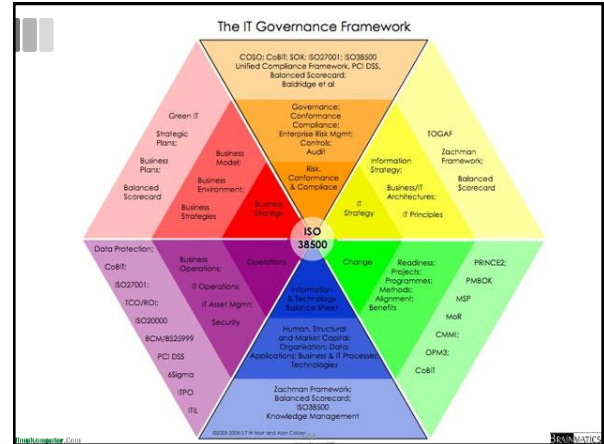 The IT Governance Framework
COSO; CoBiT; SOX; ISO27001; ISO38500
Unified Compliance Framework, PCI DSS,
Balanced Scorecard;
Baldridge et al
Governance;
Conformance
Compliance;
Enterprise Risk Mgmt;
Controls;
Audit
Risk,
Conformance
& Compliace
Green IT
Strategic
Plans;
Business
Plans;
Balanced
Scorecard
Business
Model;
Business
Environment;
Business
Strategies
Business
Strategy
IT
Strategy
Information
Strategy;
Business/IT
Architectures;
IT Principles
TOGAF
Zachman
Framework;
Balanced
Scorecard
ISO
38500
Data Protection;
CoBiT;
ISO27001;
TCO/ROI;
ISO20000
BCM/BS25999
PCI DSS
6Sigma
ITPO
ITIL
Business
Operations;
IT Operations;
IT Asset Mgmt;
Security
Operations
Change
Readiness;
Projects;
Programmes;
Methods;
Alignment;
Benefits
PRINCE2;
PMBOK
MSP
MoR
CMMI;
OPM3;
CoBIT
Information
& Technology
Balance Sheet
Human, Structural
and Market Capital;
Organisation; Data;
Applications; Business & IT Processes;
Technologies
Zachman Framework;
Balanced Scorecard;
ISO38500
Knowledge Management
IlmuKomputer.Com
BRAINMATICS